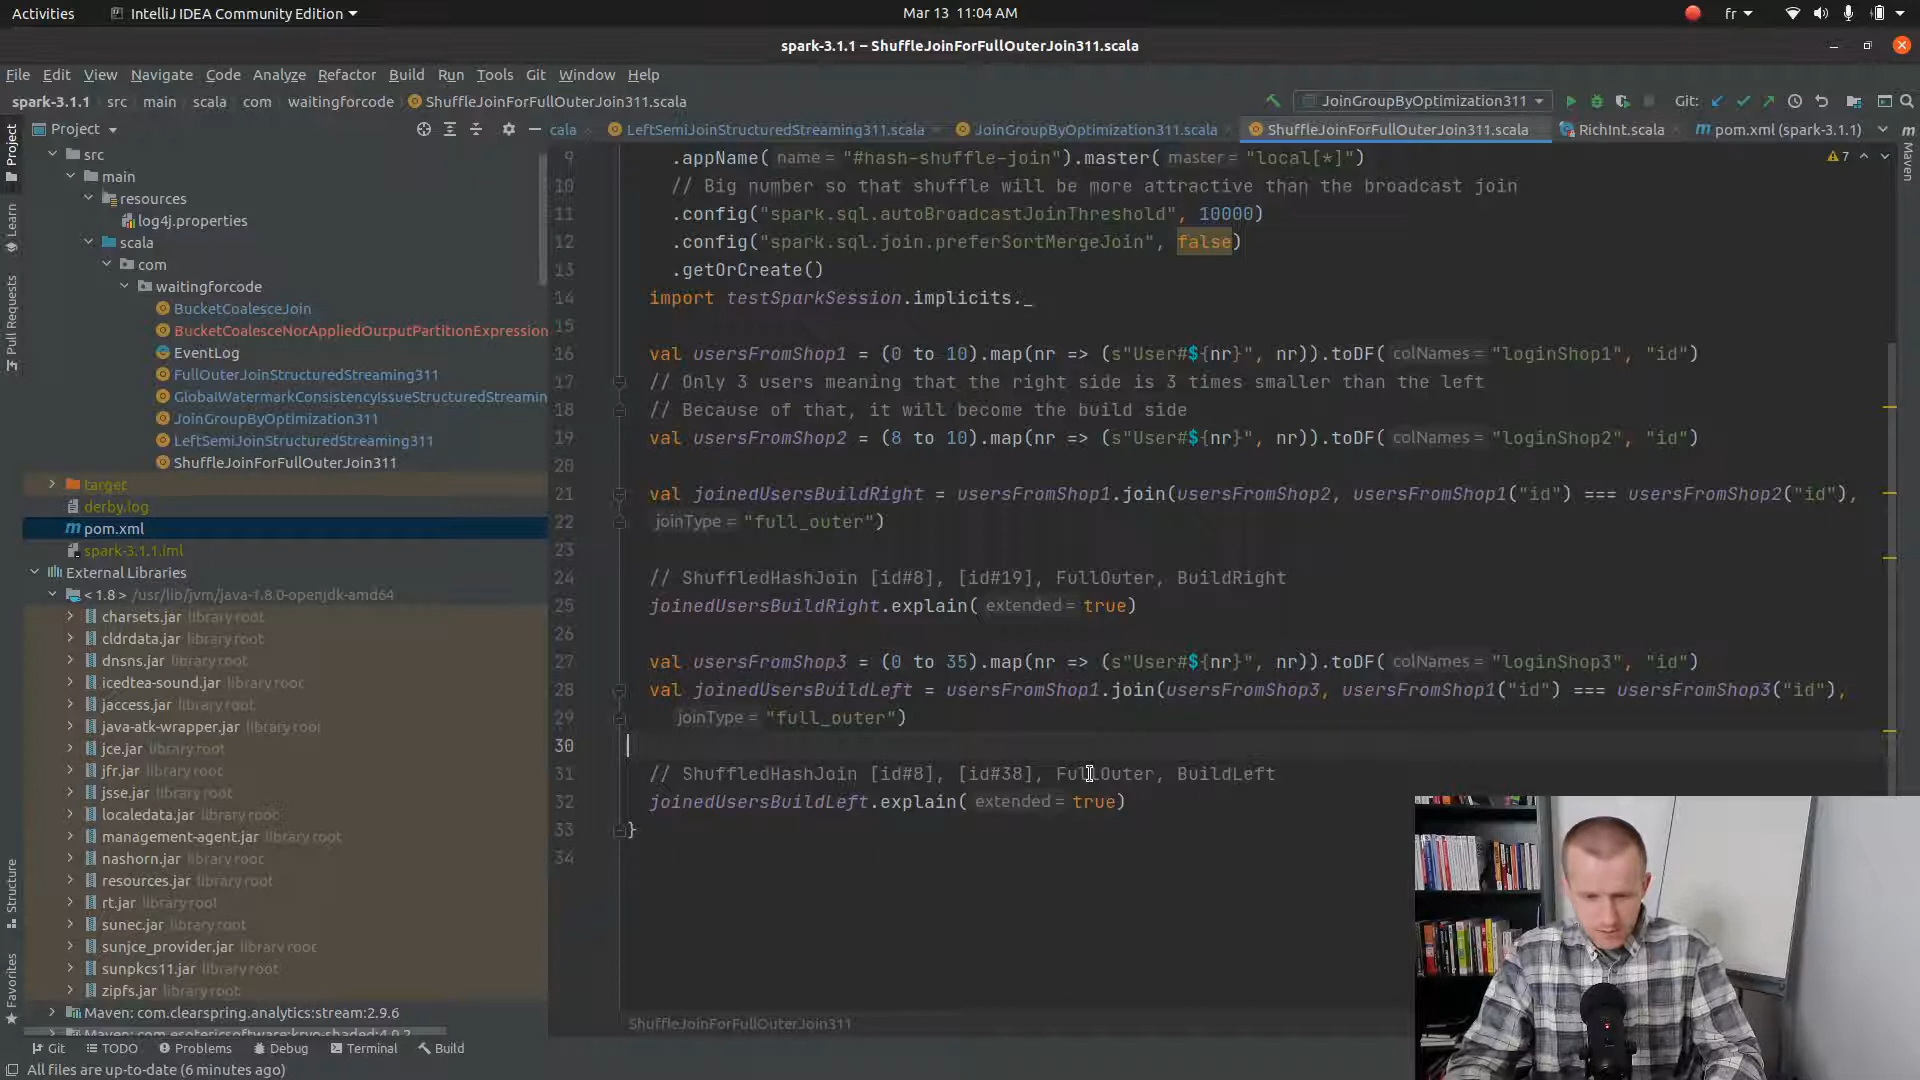 Activities
IntelliJ IDEA Community Edition
Mar 13 11:04 AM
fr
spark-3.1.1 – ShuffleJoinForFullOuterJoin311.scala
File Edit View Navigate Code Analyze Refactor Build Run Tools Git Window Help
spark-3.1.1 src main scala com waitingforcode ShuffleJoinForFullOuterJoin311.scala
JoinGroupByOptimization311
Git:
Project
cala
LeftSemiJoinStructuredStreaming311.scala
JoinGroupByOptimization311.scala
ShuffleJoinForFullOuterJoin311.scala
RichInt.scala
pom.xml (spark-3.1.1)
Project
Learn
Pull Requests
Structure
Favorites
Maven
src
main
resources
log4j.properties
scala
com
waitingforcode
BucketCoalesceJoin
BucketCoalesceNotAppliedOutputPartitionExpression
EventLog
FullOuterJoinStructuredStreaming311
GlobalWatermarkConsistencyIssueStructuredStreamin
JoinGroupByOptimization311
LeftSemiJoinStructuredStreaming311
ShuffleJoinForFullOuterJoin311
target
derby.log
pom.xml
spark-3.1.1.iml
External Libraries
< 1.8 > /usr/lib/jvm/java-1.8.0-openjdk-amd64
charsets.jar library root
cldrdata.jar library root
dnsns.jar library root
icedtea-sound.jar library root
jaccess.jar library root
java-atk-wrapper.jar library root
jce.jar library root
jfr.jar library root
jsse.jar library root
localedata.jar library root
management-agent.jar library root
nashorn.jar library root
resources.jar library root
rt.jar library root
sunec.jar library root
sunjce_provider.jar library root
sunpkcs11.jar library root
zipfs.jar library root
Maven: com.clearspring.analytics:stream:2.9.6
7
9 .appName( name = "#hash-shuffle-join").master( master = "local[*]")
10 // Big number so that shuffle will be more attractive than the broadcast join
11 .config("spark.sql.autoBroadcastJoinThreshold", 10000)
12 .config("spark.sql.join.preferSortMergeJoin", false)
13 .getOrCreate()
14 import testSparkSession.implicits._
15
16 val usersFromShop1 = (0 to 10).map(nr => (s"User#${nr}", nr)).toDF( colNames = "loginShop1", "id")
17 // Only 3 users meaning that the right side is 3 times smaller than the left
18 // Because of that, it will become the build side
19 val usersFromShop2 = (8 to 10).map(nr => (s"User#${nr}", nr)).toDF( colNames = "loginShop2", "id")
20
21 val joinedUsersBuildRight = usersFromShop1.join(usersFromShop2, usersFromShop1("id") === usersFromShop2("id"),
22 joinType = "full_outer")
23
24 // ShuffledHashJoin [id#8], [id#19], FullOuter, BuildRight
25 joinedUsersBuildRight.explain( extended = true)
26
27 val usersFromShop3 = (0 to 35).map(nr => (s"User#${nr}", nr)).toDF( colNames = "loginShop3", "id")
28 val joinedUsersBuildLeft = usersFromShop1.join(usersFromShop3, usersFromShop1("id") === usersFromShop3("id"),
29 joinType = "full_outer")
30
31 // ShuffledHashJoin [id#8], [id#38], FullOuter, BuildLeft
32 joinedUsersBuildLeft.explain( extended = true)
33 }
34
ShuffleJoinForFullOuterJoin311
Git TODO Problems Debug Terminal Build
All files are up-to-date (6 minutes ago)